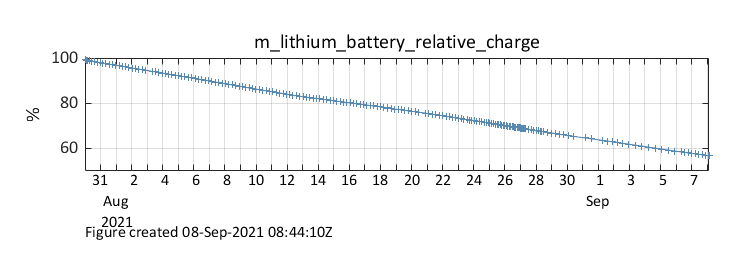 m_lithium_battery_relative_charge
100
80
60
%
31 2 4 6 8 10 12 14 16 18 20 22 24 26 28 30 1 3 5 7
Aug Sep
2021
Figure created 08-Sep-2021 08:44:10Z